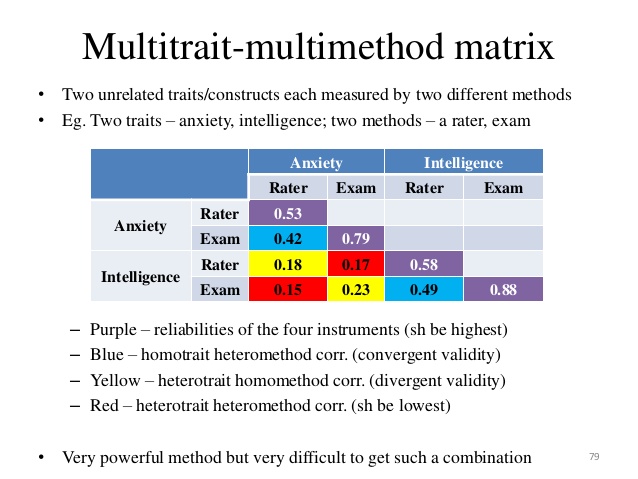 Multitrait-multimethod matrix
• Two unrelated traits/constructs each measured by two different methods
• Eg. Two traits – anxiety, intelligence; two methods – a rater, exam
Anxiety Intelligence
Rater Exam Rater Exam
Anxiety
Rater 0.53
Exam 0.42 0.79
Intelligence
Rater 0.18 0.17 0.58
Exam 0.15 0.23 0.49 0.88
– Purple – reliabilities of the four instruments (sh be highest)
– Blue – homotrait heteromethod corr. (convergent validity)
– Yellow – heterotrait homomethod corr. (divergent validity)
– Red – heterotrait heteromethod corr. (sh be lowest)
• Very powerful method but very difficult to get such a combination
79